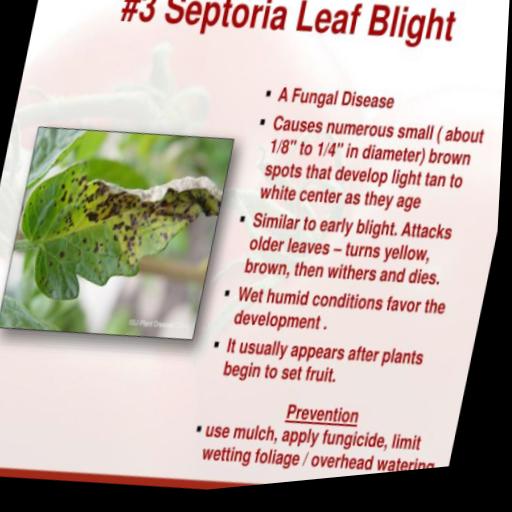 #3 Septoria Leaf Blight
▪ A Fungal Disease
▪ Causes numerous small ( about
1/8" to 1/4" in diameter) brown
spots that develop light tan to
white center as they age
▪ Similar to early blight. Attacks
older leaves – turns yellow,
brown, then withers and dies.
▪ Wet humid conditions favor the
development .
▪ It usually appears after plants
begin to set fruit.
Prevention
▪ use mulch, apply fungicide, limit
wetting foliage / overhead watering